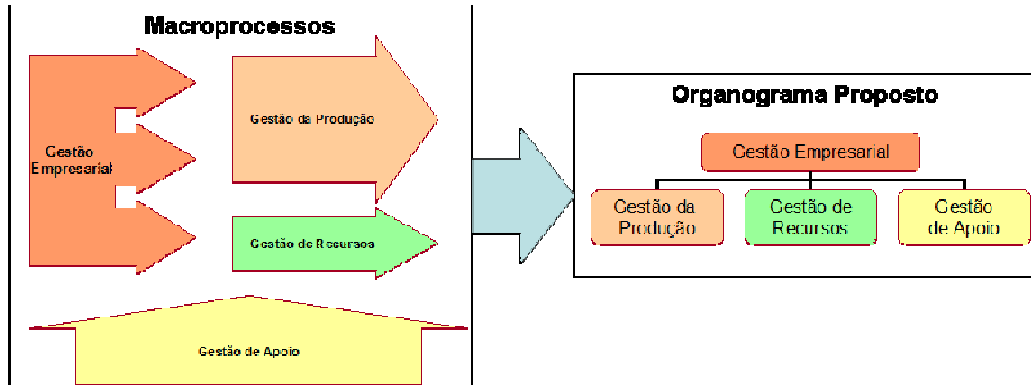 Macroprocessos
Gestão
Empresarial
Gestão da Produção
Gestão de Recursos
Gestão de Apoio
Organograma Proposto
Gestão Empresarial
Gestão da
Produção
Gestão de
Recursos
Gestão
de Apoio